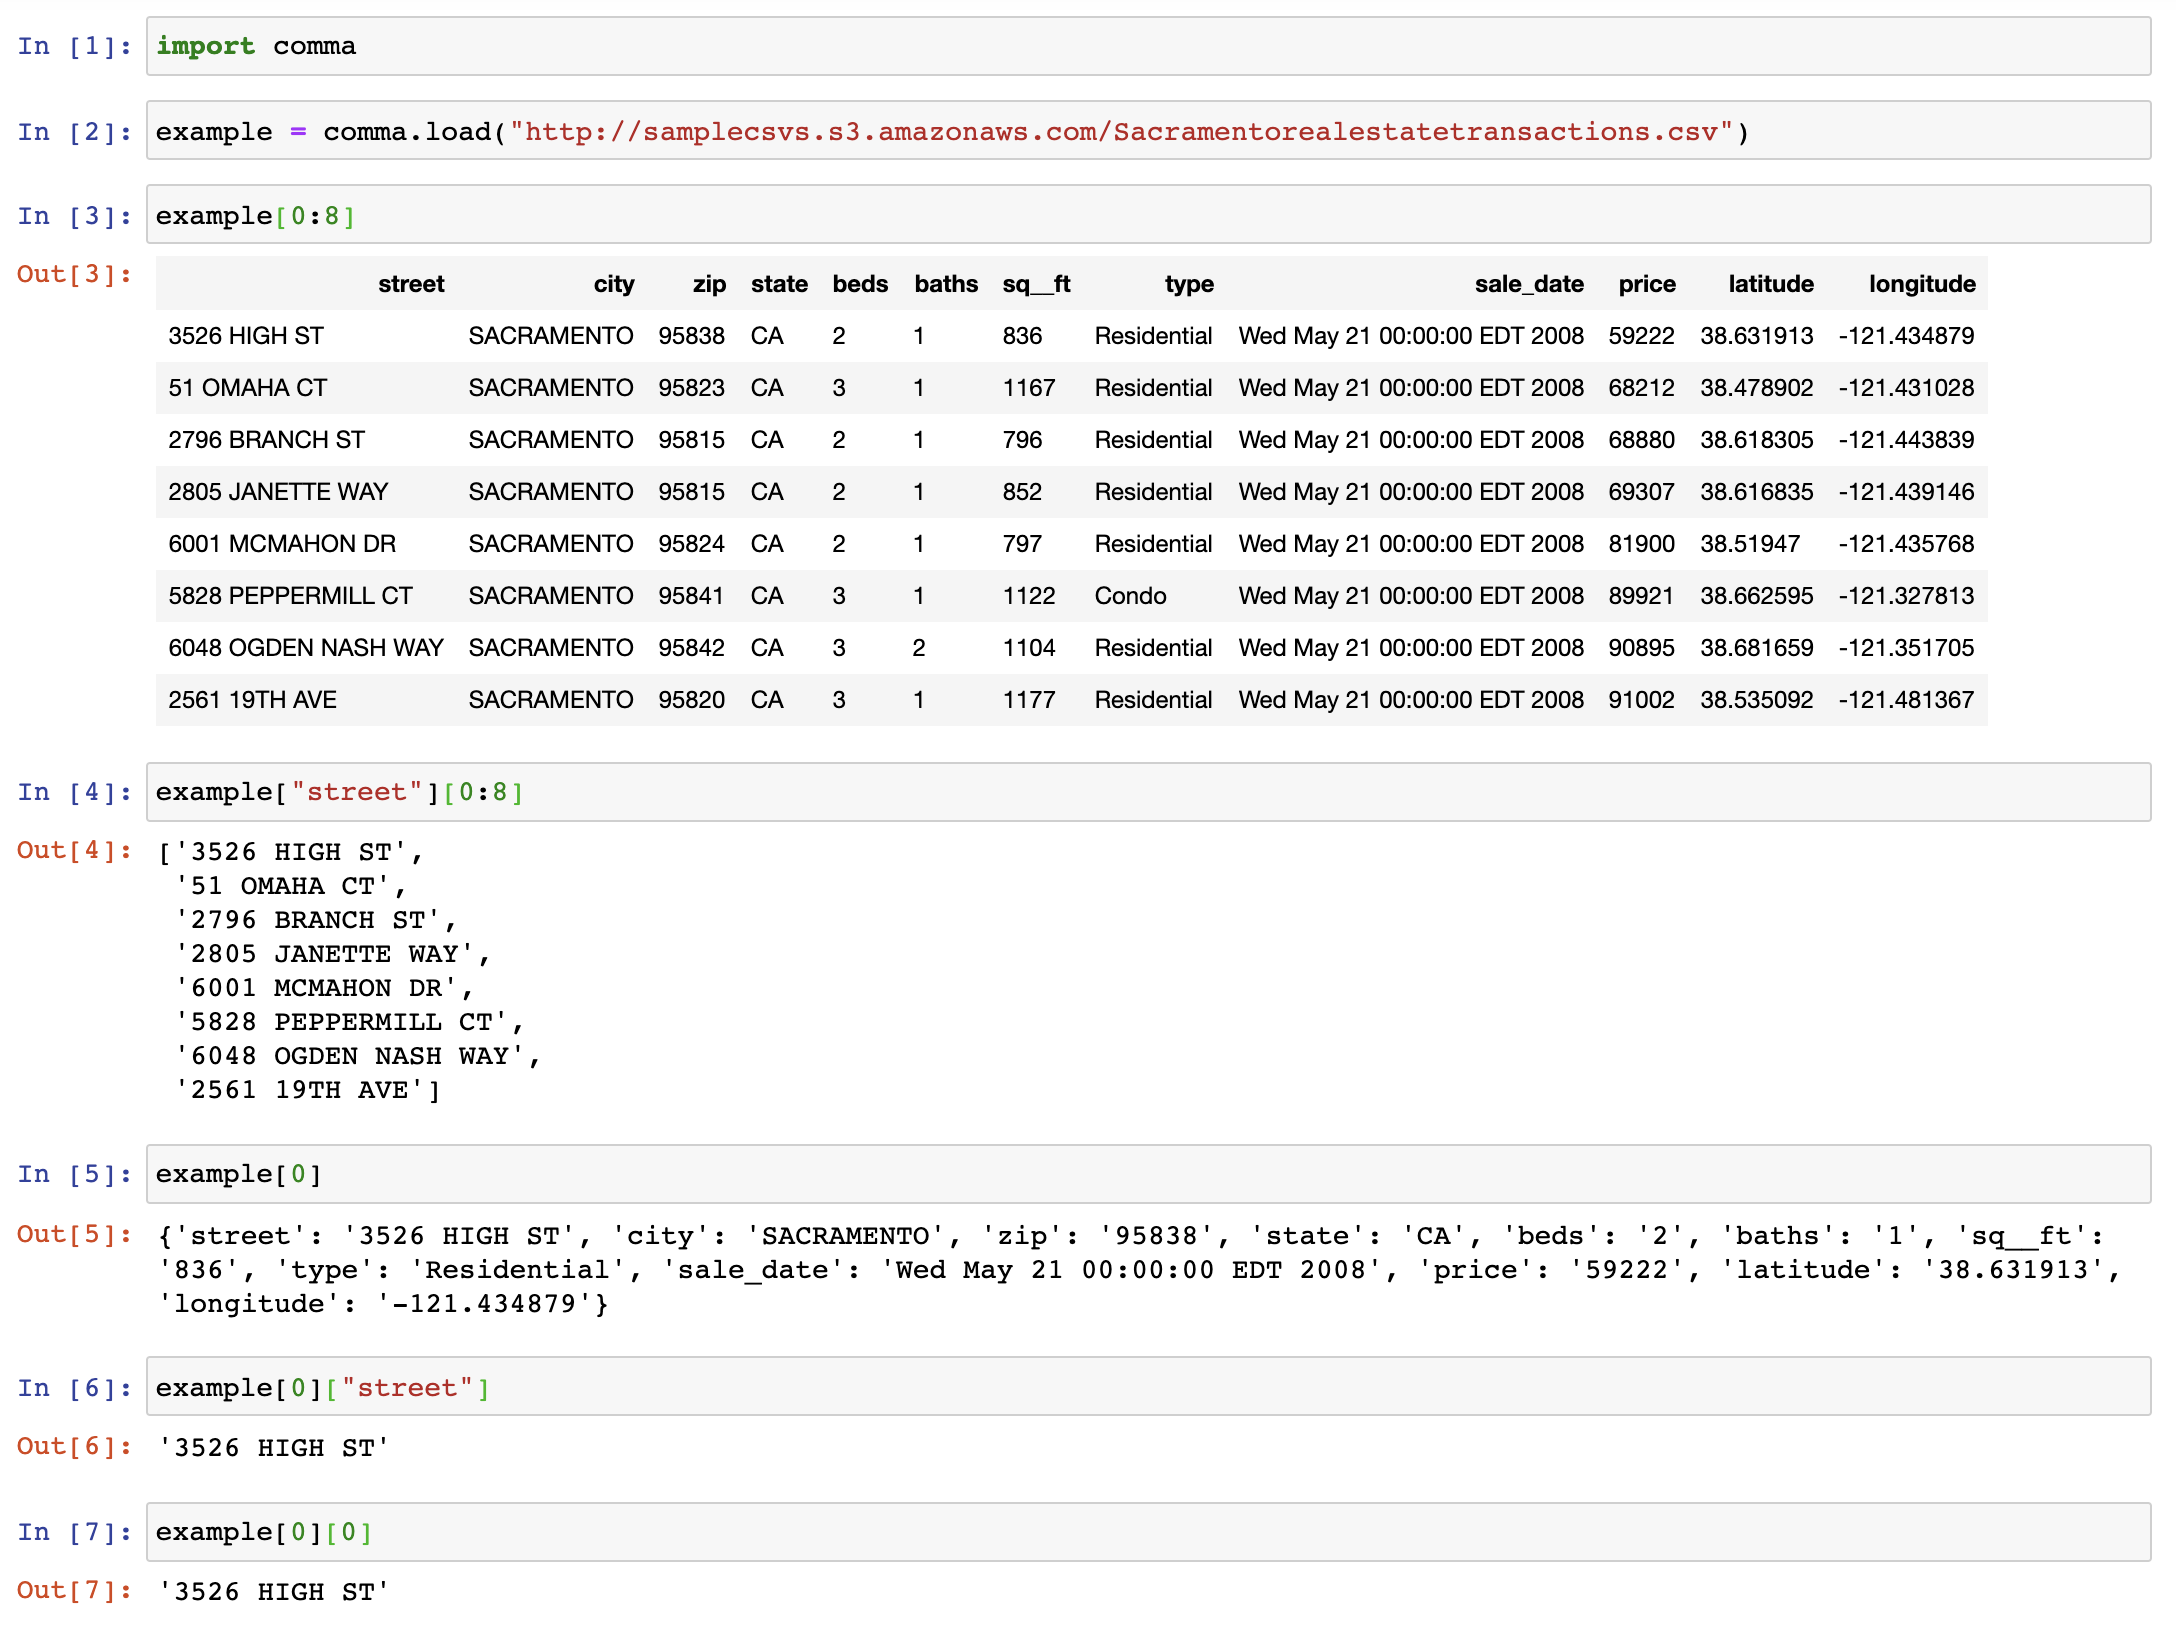 In [1]: import comma
In [2]: example = comma.load("http://samplecsvs.s3.amazonaws.com/Sacramentorealestatetransactions.csv")
In [3]: example[0:8]
Out[3]: street city zip state beds baths sq__ft type sale_date price latitude longitude
3526 HIGH ST SACRAMENTO 95838 CA 2 1 836 Residential Wed May 21 00:00:00 EDT 2008 59222 38.631913 -121.434879
51 OMAHA CT SACRAMENTO 95823 CA 3 1 1167 Residential Wed May 21 00:00:00 EDT 2008 68212 38.478902 -121.431028
2796 BRANCH ST SACRAMENTO 95815 CA 2 1 796 Residential Wed May 21 00:00:00 EDT 2008 68880 38.618305 -121.443839
2805 JANETTE WAY SACRAMENTO 95815 CA 2 1 852 Residential Wed May 21 00:00:00 EDT 2008 69307 38.616835 -121.439146
6001 MCMAHON DR SACRAMENTO 95824 CA 2 1 797 Residential Wed May 21 00:00:00 EDT 2008 81900 38.51947 -121.435768
5828 PEPPERMILL CT SACRAMENTO 95841 CA 3 1 1122 Condo Wed May 21 00:00:00 EDT 2008 89921 38.662595 -121.327813
6048 OGDEN NASH WAY SACRAMENTO 95842 CA 3 2 1104 Residential Wed May 21 00:00:00 EDT 2008 90895 38.681659 -121.351705
2561 19TH AVE SACRAMENTO 95820 CA 3 1 1177 Residential Wed May 21 00:00:00 EDT 2008 91002 38.535092 -121.481367
In [4]: example["street"][0:8]
Out[4]: ['3526 HIGH ST',
'51 OMAHA CT',
'2796 BRANCH ST',
'2805 JANETTE WAY',
'6001 MCMAHON DR',
'5828 PEPPERMILL CT',
'6048 OGDEN NASH WAY',
'2561 19TH AVE']
In [5]: example[0]
Out[5]: {'street': '3526 HIGH ST', 'city': 'SACRAMENTO', 'zip': '95838', 'state': 'CA', 'beds': '2', 'baths': '1', 'sq__ft':
'836', 'type': 'Residential', 'sale_date': 'Wed May 21 00:00:00 EDT 2008', 'price': '59222', 'latitude': '38.631913',
'longitude': '-121.434879'}
In [6]: example[0]["street"]
Out[6]: '3526 HIGH ST'
In [7]: example[0][0]
Out[7]: '3526 HIGH ST'